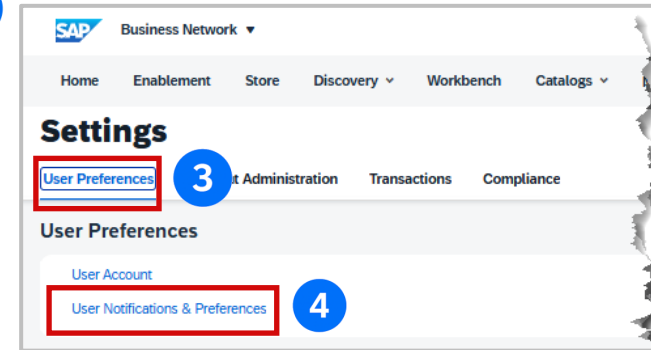 SAP Business Network
Home Enablement Store Discovery Workbench Catalogs
Settings
User Preferences 3 t Administration Transactions Compliance
User Preferences
User Account
User Notifications & Preferences 4